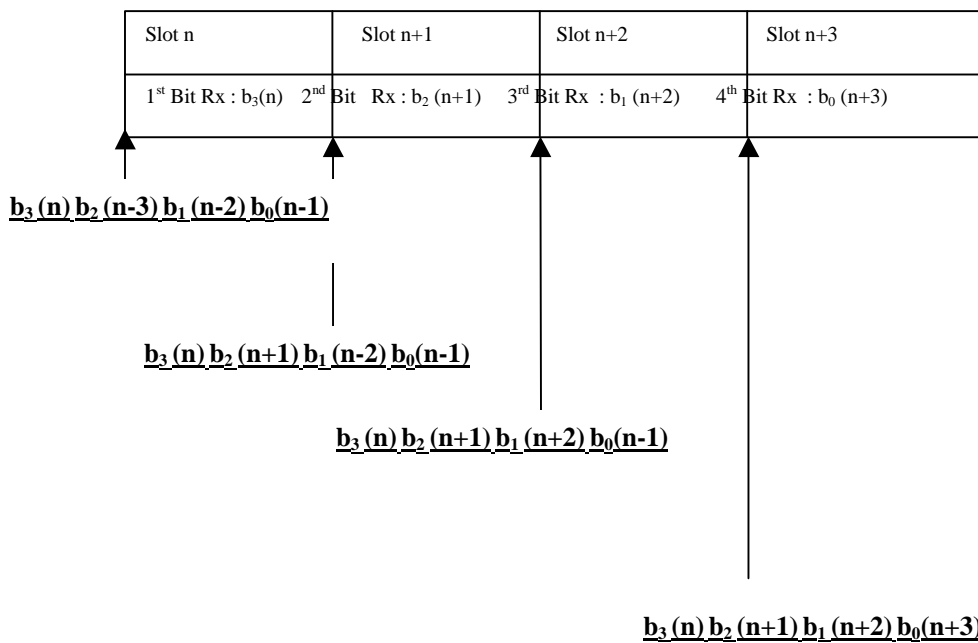 Slot n Slot n+1 Slot n+2 Slot n+3
1st Bit Rx : b3(n) 2nd Bit Rx : b2 (n+1) 3rd Bit Rx : b1 (n+2) 4th Bit Rx : b0 (n+3)
b3 (n) b2 (n-3) b1 (n-2) b0(n-1)
b3 (n) b2 (n+1) b1 (n-2) b0(n-1)
b3 (n) b2 (n+1) b1 (n+2) b0(n-1)
b3 (n) b2 (n+1) b1 (n+2) b0(n+3